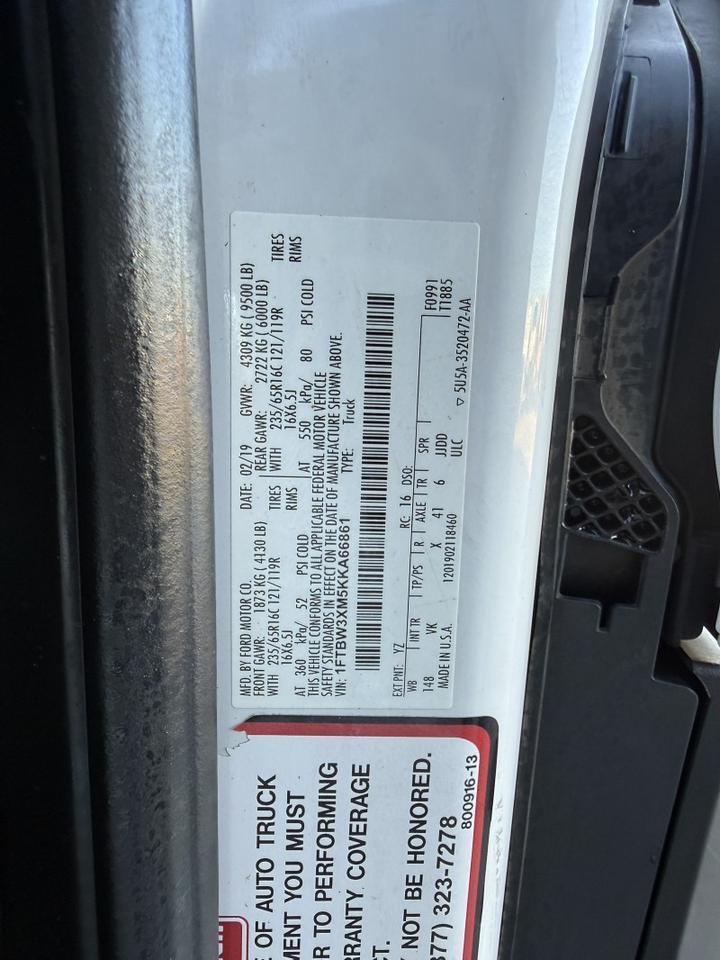 MFD. BY FORD MOTOR CO. DATE: 02/19 GVWR: 4309 KG ( 9500 LB)
FRONT GAWR: 1873 KG ( 4130 LB) REAR GAWR: 2722 KG ( 6000 LB)
WITH 235/65R16C 121/119R TIRES WITH 235/65R16C 121/119R TIRES
16X6.5J RIMS 16X6.5J RIMS
AT 360 kPa/ 52 PSI COLD AT 550 kPa/ 80 PSI COLD
THIS VEHICLE CONFORMS TO ALL APPLICABLE FEDERAL MOTOR VEHICLE
SAFETY STANDARDS IN EFFECT ON THE DATE OF MANUFACTURE SHOWN ABOVE.
VIN: 1FTBW3XM5KKA66861 TYPE: Truck
EXT PNT: YZ RC: 16 DSO: F0991
WB INT TR TP/PS R AXLE TR SPR T1885
148 VK X 41 6 JJDD
MADE IN U.S.A. 1201902118460 ULC ▽ 5U5A-3520472-AA
E OF AUTO TRUCK
MENT YOU MUST
R TO PERFORMING
RRANTY COVERAGE
CT.
Y NOT BE HONORED.
877) 323-7278
800916-13